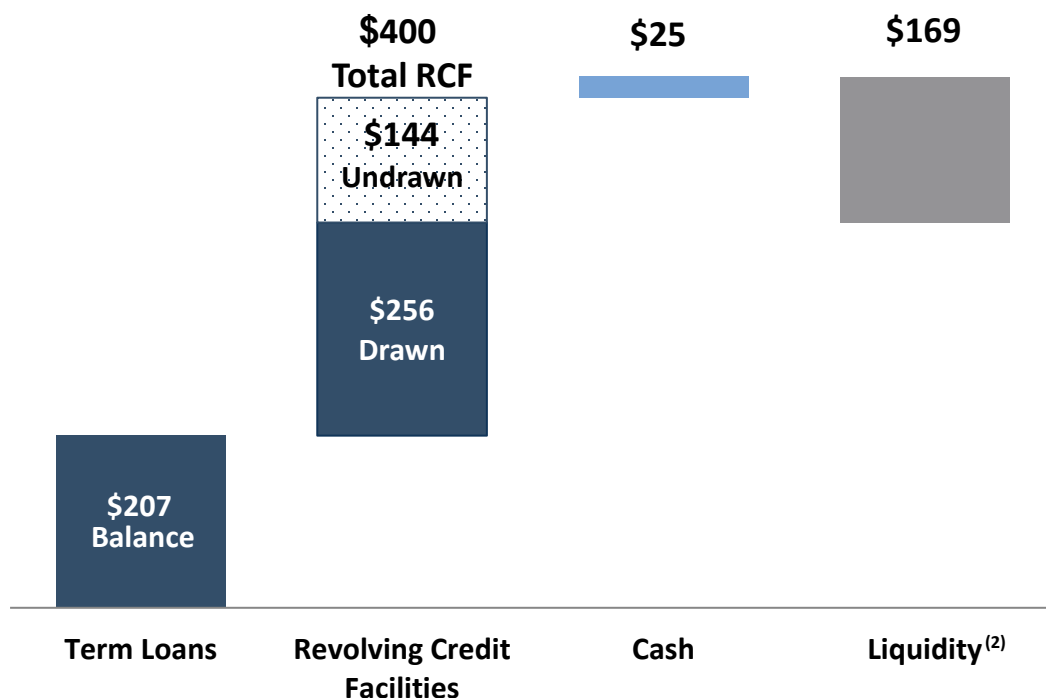 $400
Total RCF
$25
$169
$144
Undrawn
$256
Drawn
$207
Balance
Term Loans
Revolving Credit
Facilities
Cash
Liquidity(2)